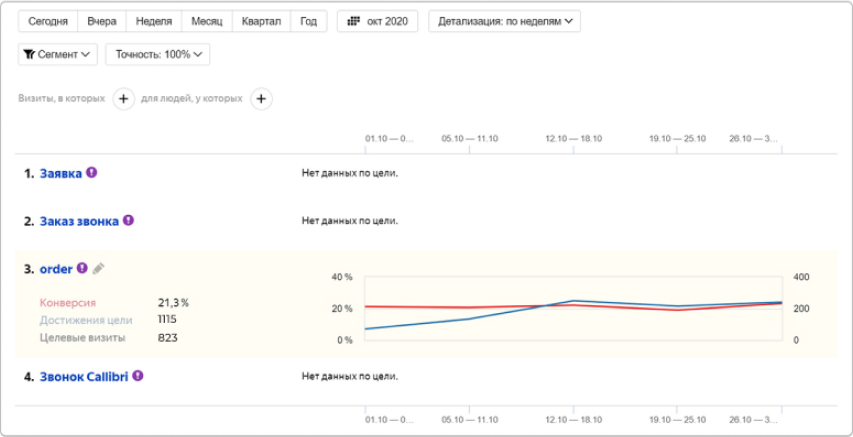 Сегодня Вчера Неделя Месяц Квартал Год окт 2020 Детализация: по неделям
Сегмент Точность: 100%
Визиты, в которых + для людей, у которых +
01.10 — 0... 05.10 — 11.10 12.10 — 18.10 19.10 — 25.10 26.10 — 3...
1. Заявка Нет данных по цели.
2. Заказ звонка Нет данных по цели.
3. order
40 % 400
Конверсия 21,3 %
Достижения цели 1115
20 % 200
Целевые визиты 823
0 % 0
4. Звонок Callibri Нет данных по цели.
01.10 — 0... 05.10 — 11.10 12.10 — 18.10 19.10 — 25.10 26.10 — 3...